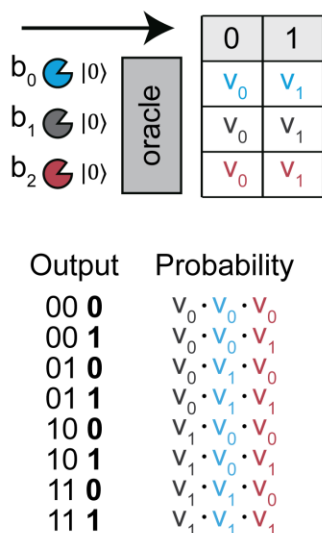 0 1
b₀ |0⟩ v₀ v₁
b₁ |0⟩ oracle v₀ v₁
b₂ |0⟩ v₀ v₁
Output Probability
00 0 v₀·v₀·v₀
00 1 v₀·v₀·v₁
01 0 v₀·v₁·v₀
01 1 v₀·v₁·v₁
10 0 v₁·v₀·v₀
10 1 v₁·v₀·v₁
11 0 v₁·v₁·v₀
11 1 v₁·v₁·v₁